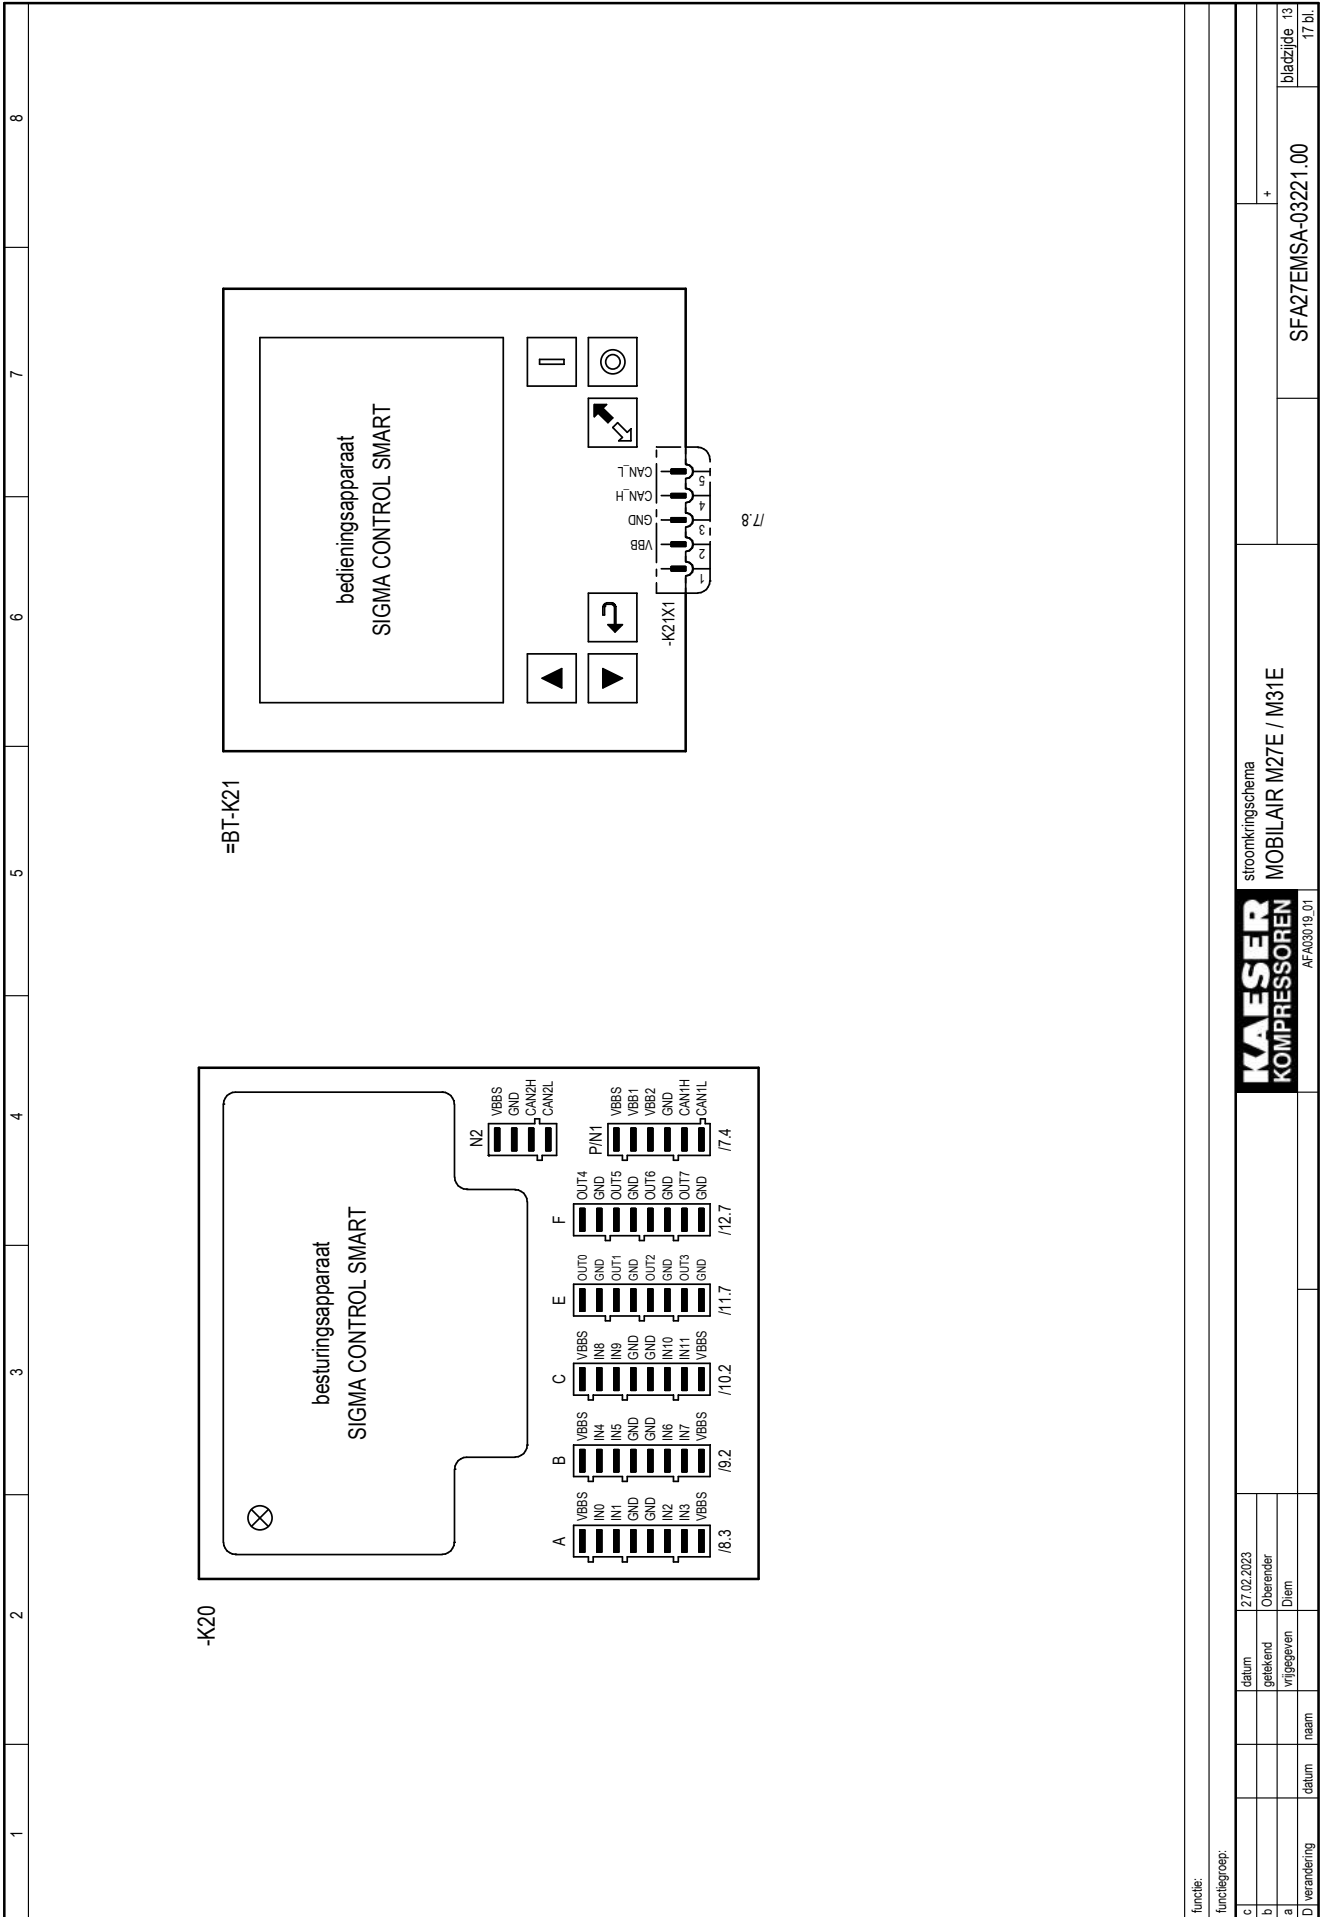 1 2 3 4 5 6 7 8
-K20
besturingsapparaat
SIGMA CONTROL SMART
N2
VBBS
GND
CAN2H
CAN2L
A
VBBS
IN0
IN1
GND
GND
IN2
IN3
VBBS
/8.3
B
VBBS
IN4
IN5
GND
GND
IN6
IN7
VBBS
/9.2
C
VBBS
IN8
IN9
GND
GND
IN10
IN11
VBBS
/10.2
E
OUT0
GND
OUT1
GND
OUT2
GND
OUT3
GND
/11.7
F
OUT4
GND
OUT5
GND
OUT6
GND
OUT7
GND
/12.7
P/N1
VBBS
VBB1
VBB2
GND
CAN1H
CAN1L
/7.4
=BT-K21
bedieningsapparaat
SIGMA CONTROL SMART
-K21X1
VBB
GND
CAN_H
CAN_L
1 2 3 4 5
/7.8
functie:
functiegroep:
c
b
a
D verandering datum naam
datum 27.02.2023
getekend Oberender
vrijgegeven Diem
KAESER
KOMPRESSOREN
AFA03019_01
stroomkringschema
MOBILAIR M27E / M31E
+
SFA27EMSA-03221.00
bladzijde 13
17 bl.